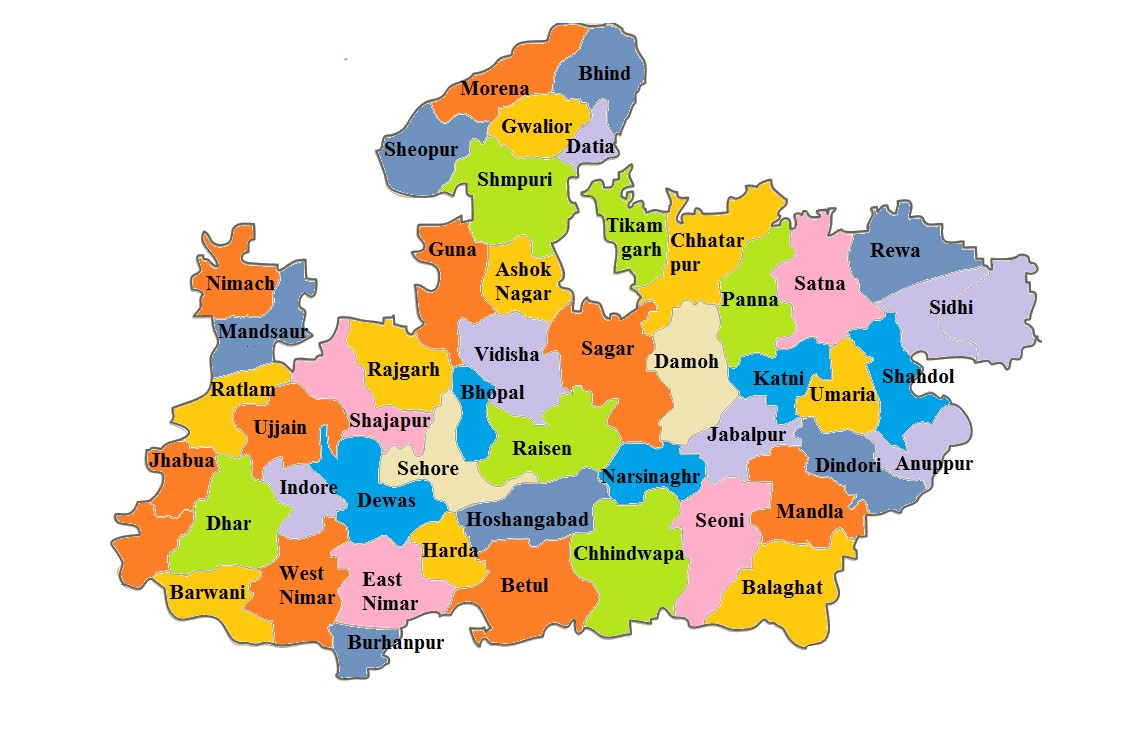 Bhind
Morena
Gwalior
Datia
Sheopur
Shmpuri
Tikam
garh
Chhatar
pur
Guna
Ashok
Nagar
Panna
Satna
Rewa
Sidhi
Nimach
Mandsaur
Vidisha
Sagar
Damoh
Rajgarh
Ratlam
Bhopal
Katni
Umaria
Shahdol
Shajapur
Ujjain
Raisen
Jabalpur
Jhabua
Sehore
Narsinaghr
Dindori
Anuppur
Indore
Dewas
Dhar
Hoshangabad
Seoni
Mandla
Harda
Chhindwapa
West
Nimar
East
Nimar
Betul
Balaghat
Barwani
Burhanpur